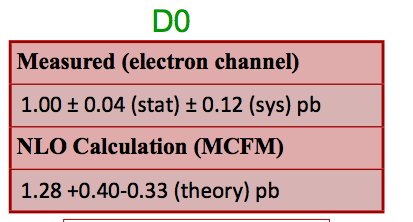 D0
Measured (electron channel)
1.00 ± 0.04 (stat) ± 0.12 (sys) pb
NLO Calculation (MCFM)
1.28 +0.40-0.33 (theory) pb